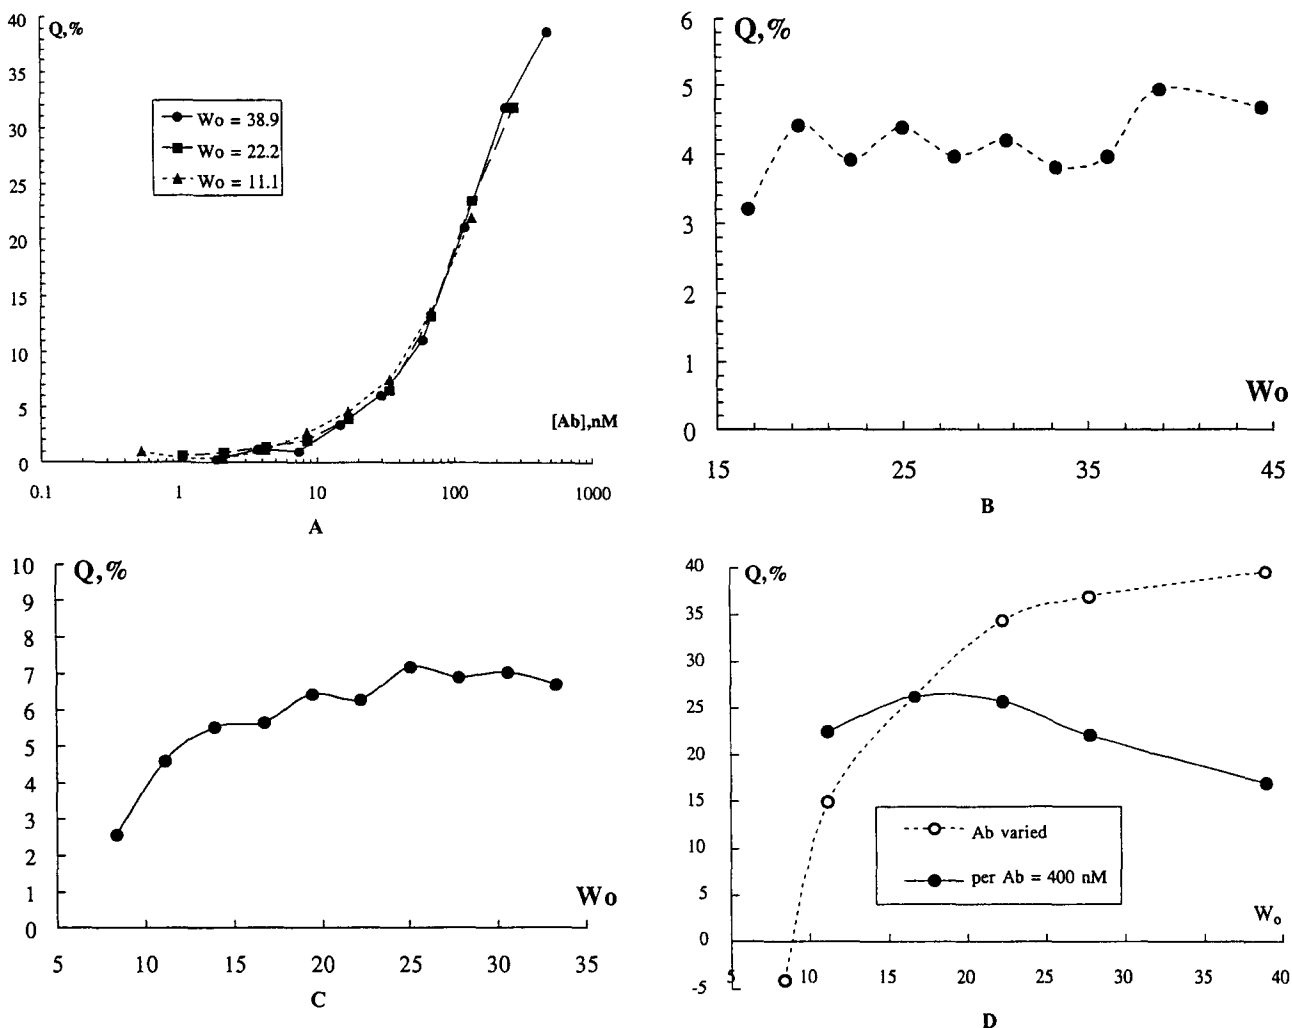 Q,%
40
35
30
25
20
15
10
5
0
Wo = 38.9
Wo = 22.2
Wo = 11.1
[Ab],nM
0.1 1 10 100 1000
A
Q,%
6
5
4
3
2
1
0
Wo
15 25 35 45
B
Q,%
10
9
8
7
6
5
4
3
2
1
0
Wo
5 10 15 20 25 30 35
C
Q,%
40
35
30
25
20
15
10
5
0
-5
Ab varied
per Ab = 400 nM
Wo
5 10 15 20 25 30 35 40
D